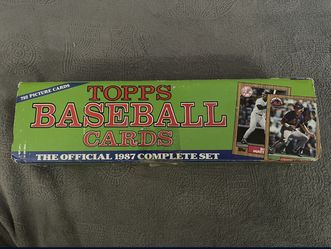 792 PICTURE CARDS
TOPPS
BASEBALL
CARDS
THE OFFICIAL 1987 COMPLETE SET